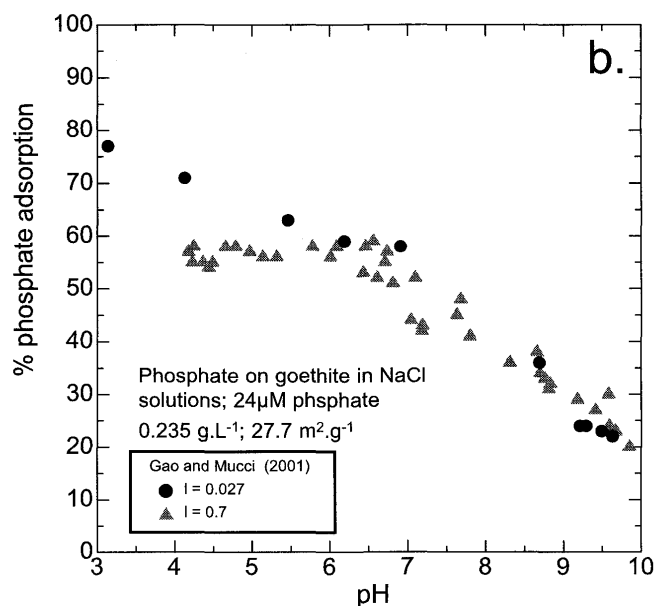 100
90
80
70
60
50
40
30
20
10
0
% phosphate adsorption
b.
Phosphate on goethite in NaCl
solutions; 24μM phsphate
0.235 g.L⁻¹; 27.7 m².g⁻¹
Gao and Mucci (2001)
I = 0.027
I = 0.7
3 4 5 6 7 8 9 10
pH